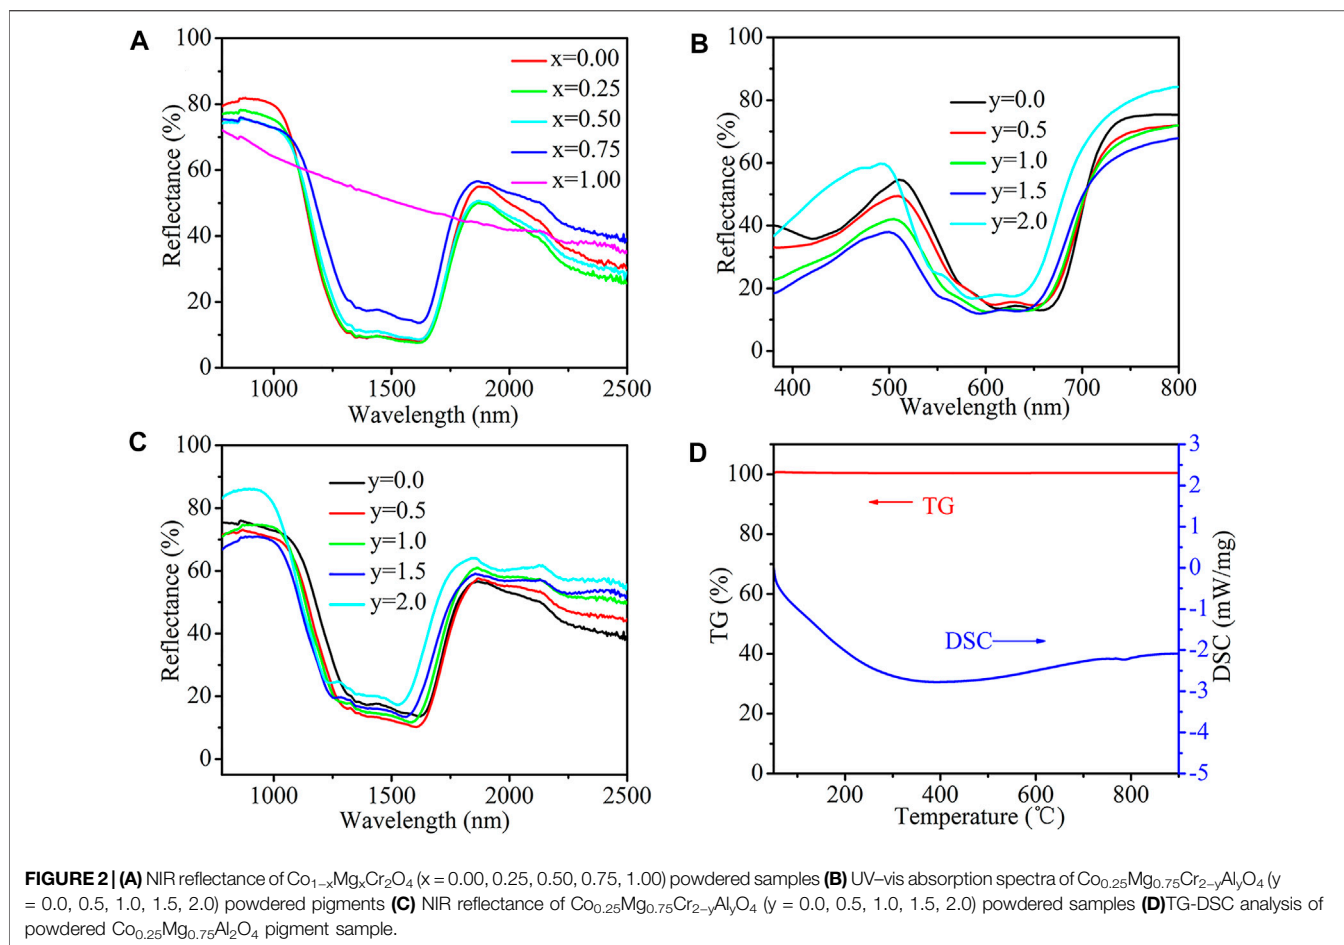 A
100
80
60
40
20
0
Reflectance (%)
1000 1500 2000 2500
Wavelength (nm)
x=0.00
x=0.25
x=0.50
x=0.75
x=1.00
B
100
80
60
40
20
0
Reflectance (%)
400 500 600 700 800
Wavelength (nm)
y=0.0
y=0.5
y=1.0
y=1.5
y=2.0
C
100
80
60
40
20
0
Reflectance (%)
1000 1500 2000 2500
Wavelength (nm)
y=0.0
y=0.5
y=1.0
y=1.5
y=2.0
D
100
80
60
40
20
0
TG (%)
200 400 600 800
Temperature (℃)
3
2
1
0
-1
-2
-3
-4
-5
DSC (mW/mg)
TG
DSC
FIGURE 2 | (A) NIR reflectance of Co₁₋ₓMgₓCr₂O₄ (x = 0.00, 0.25, 0.50, 0.75, 1.00) powdered samples (B) UV–vis absorption spectra of Co0.25Mg0.75Cr2−yAlyO4 (y
= 0.0, 0.5, 1.0, 1.5, 2.0) powdered pigments (C) NIR reflectance of Co0.25Mg0.75Cr2−yAlyO4 (y = 0.0, 0.5, 1.0, 1.5, 2.0) powdered samples (D)TG-DSC analysis of
powdered Co0.25Mg0.75Al2O4 pigment sample.